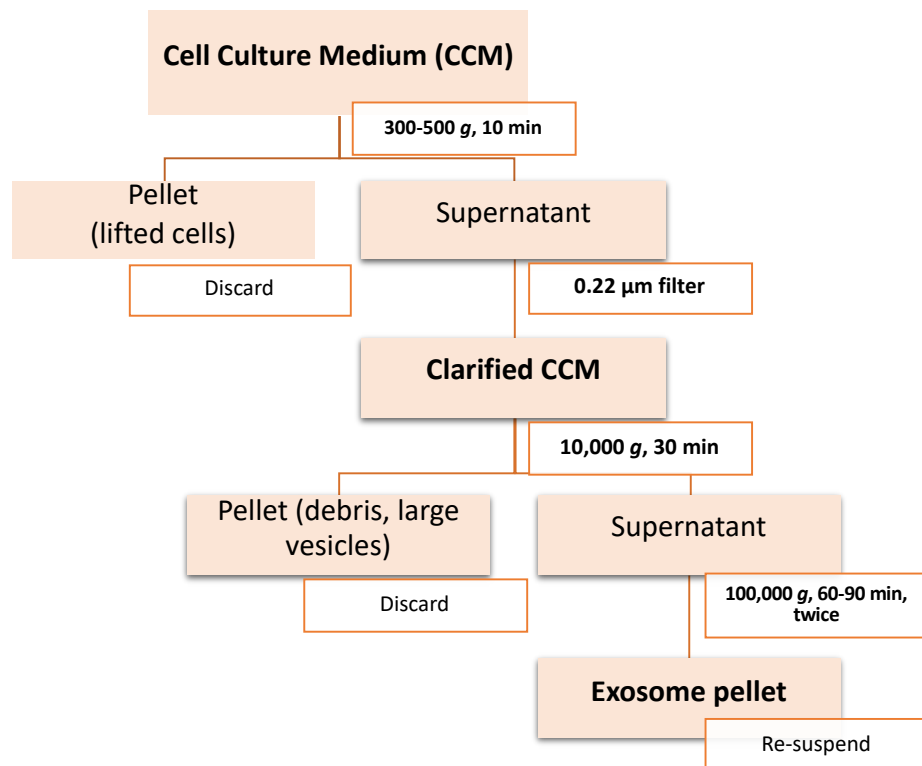 Cell Culture Medium (CCM)
300-500 g, 10 min
Pellet
(lifted cells)
Supernatant
Discard
0.22 µm filter
Clarified CCM
10,000 g, 30 min
Pellet (debris, large
vesicles)
Supernatant
Discard
100,000 g, 60-90 min,
twice
Exosome pellet
Re-suspend